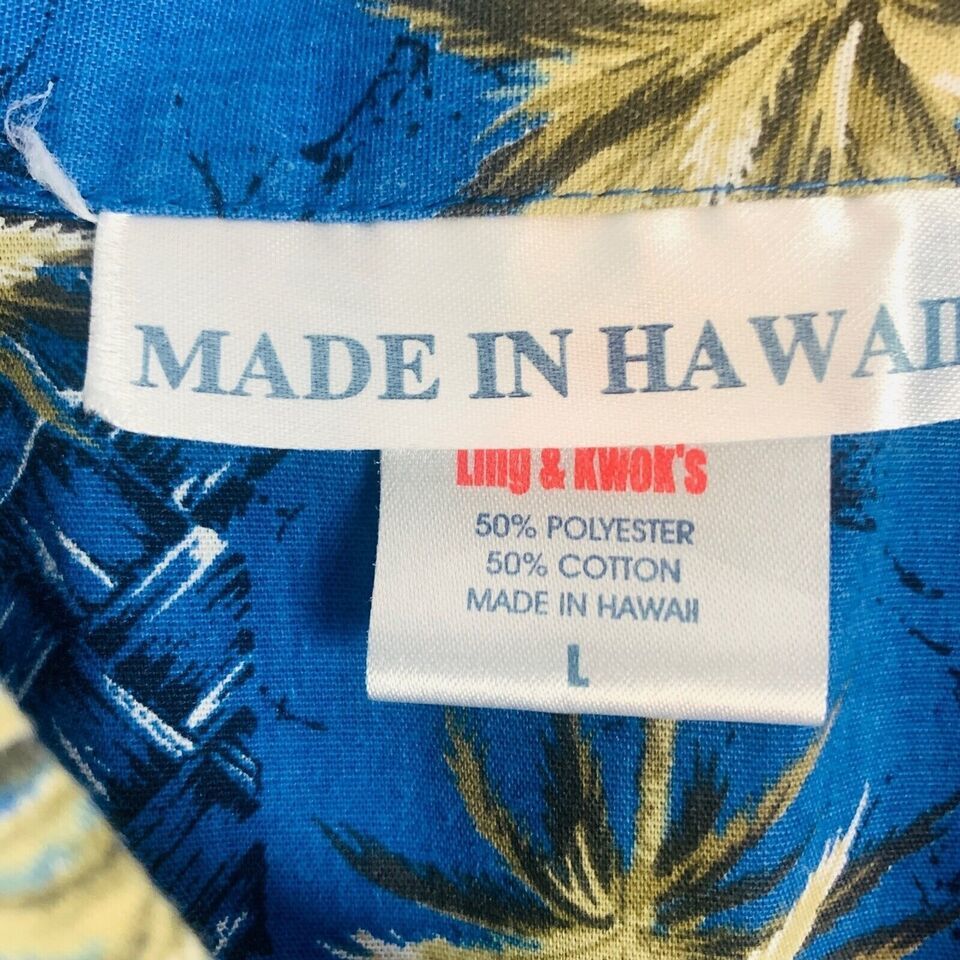 MADE IN HAWAII
Ling & Kwok's
50% POLYESTER
50% COTTON
MADE IN HAWAII
L